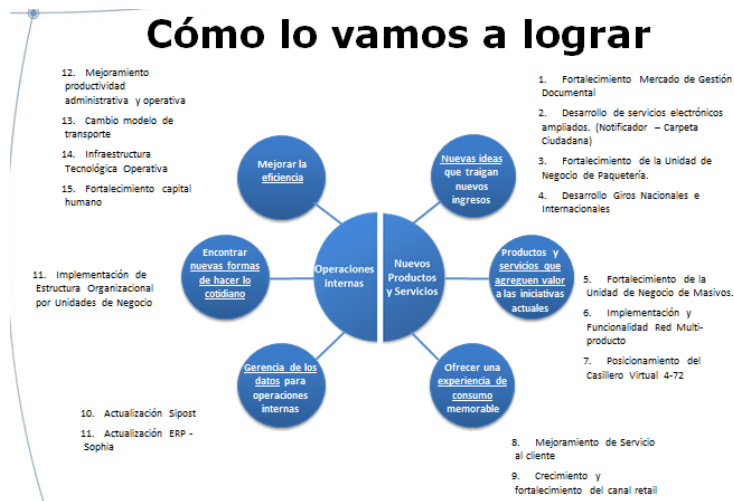 Cómo lo vamos a lograr
12. Mejoramiento
productividad
administrativa y operativa
13. Cambio modelo de
transporte
14. Infraestructura
Tecnológica Operativa
15. Fortalecimiento capital
humano
Mejorar la
eficiencia
Nuevas ideas
que traigan
nuevos
ingresos
1. Fortalecimiento Mercado de Gestión
Documental
2. Desarrollo de servicios electrónicos
ampliados. (Notificador – Carpeta
Ciudadana)
3. Fortalecimiento de la Unidad de
Negocio de Paquetería.
4. Desarrollo Giros Nacionales e
Internacionales
11. Implementación de
Estructura Organizacional
por Unidades de Negocio
Encontrar
nuevas formas
de hacer lo
cotidiano
Operaciones
internas
Nuevos
Productos
y Servicios
Productos y
servicios que
agreguen valor
a las iniciativas
actuales
5. Fortalecimiento de la
Unidad de Negocio de Masivos.
6. Implementación y
Funcionalidad Red Multi-
producto
7. Posicionamiento del
Casillero Virtual 4-72
Gerencia de los
datos para
operaciones
internas
Ofrecer una
experiencia de
consumo
memorable
10. Actualización Sipost
11. Actualización ERP -
Sophia
8. Mejoramiento de Servicio
al cliente
9. Crecimiento y
fortalecimiento del canal retail